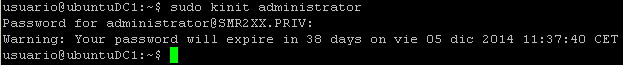 usuario@ubuntuDC1:~$ sudo kinit administrator
Password for administrator@SMR2XX.PRIV:
Warning: Your password will expire in 38 days on vie 05 dic 2014 11:37:40 CET
usuario@ubuntuDC1:~$